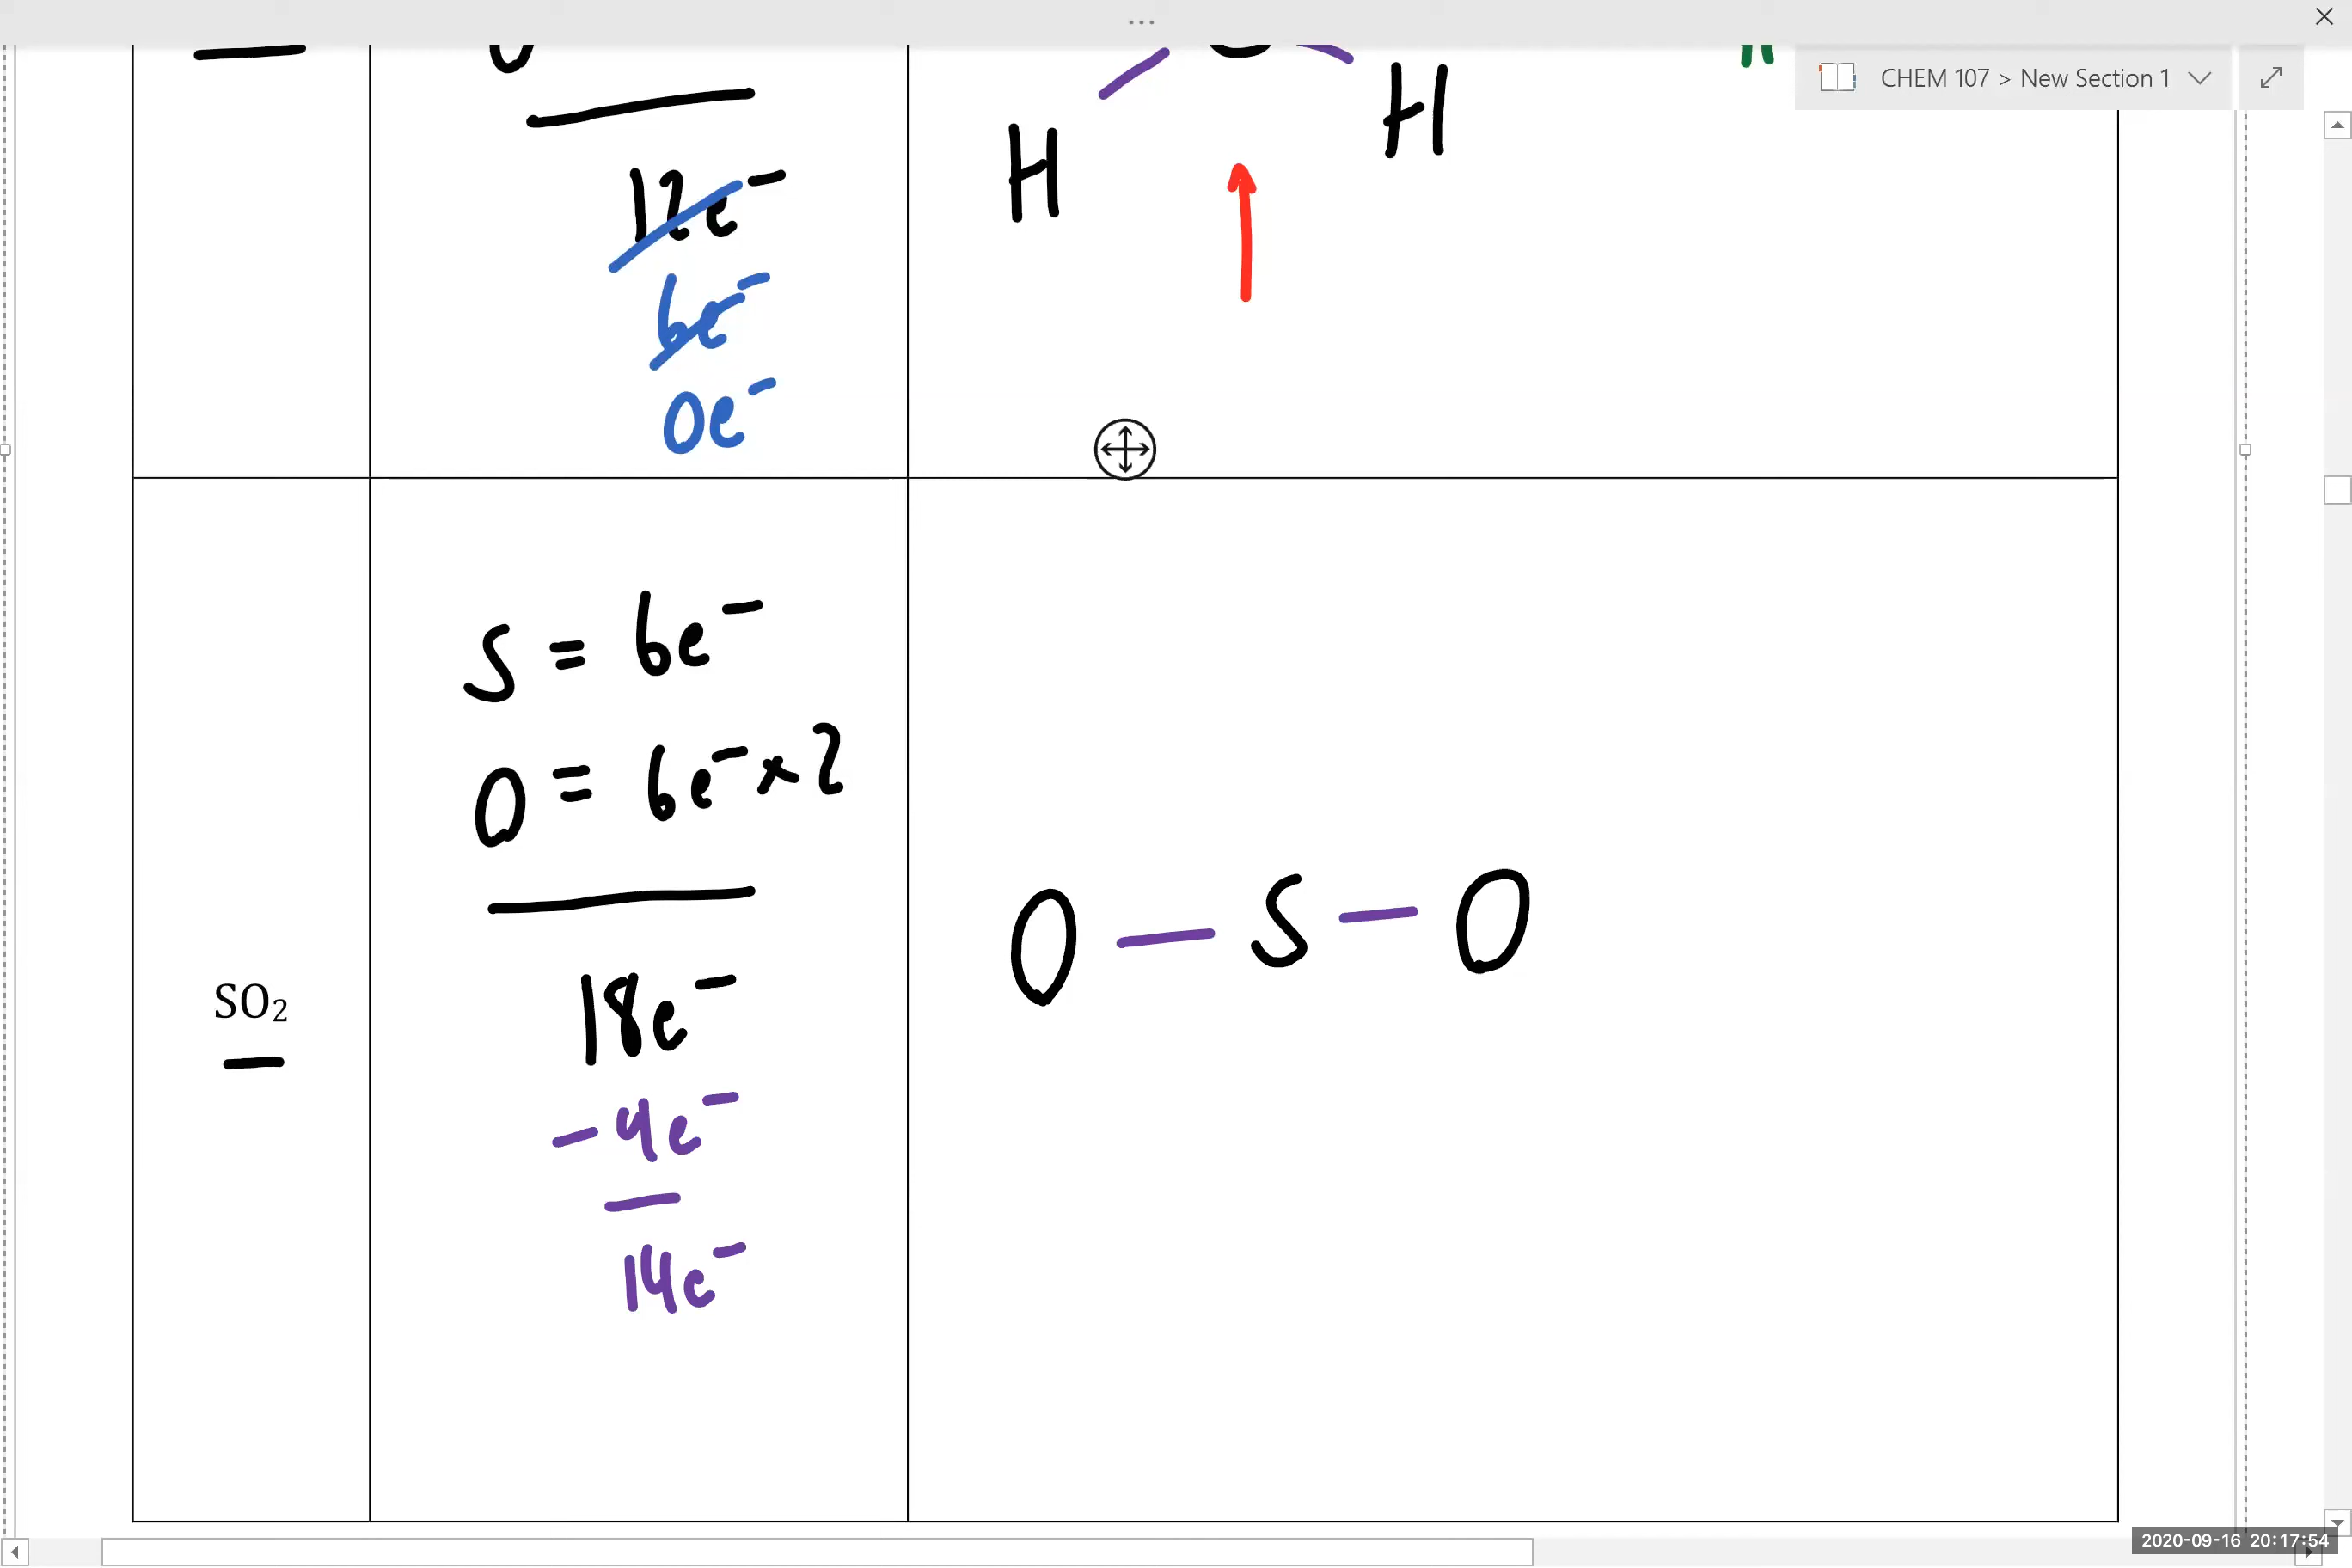 CHEM 107 > New Section 1
H
H
12e⁻
6e⁻
0e⁻
S = 6e⁻
O = 6e⁻ x 2
18e⁻
- 4e⁻
14e⁻
SO₂
O — S — O
2020-09-16 20:17:54